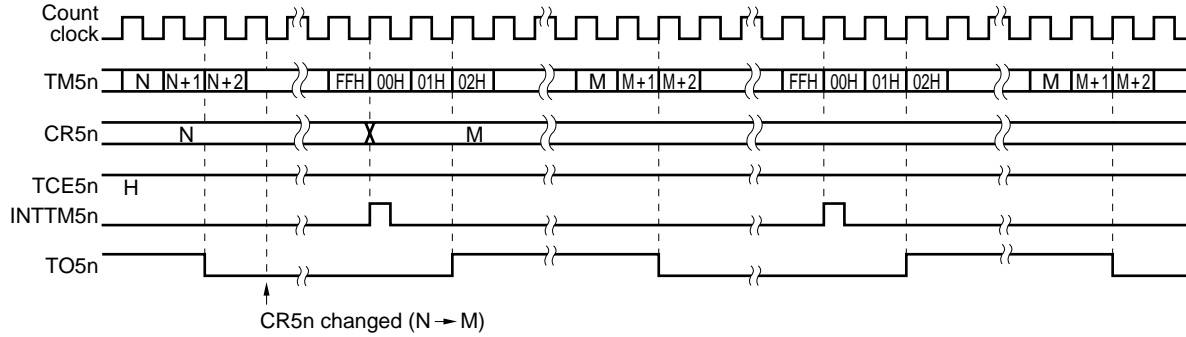 Count
clock
TM5n N N+1 N+2 FFH 00H 01H 02H M M+1 M+2 FFH 00H 01H 02H M M+1 M+2
CR5n N X M
TCE5n
H
INTTM5n
TO5n
CR5n changed (N → M)